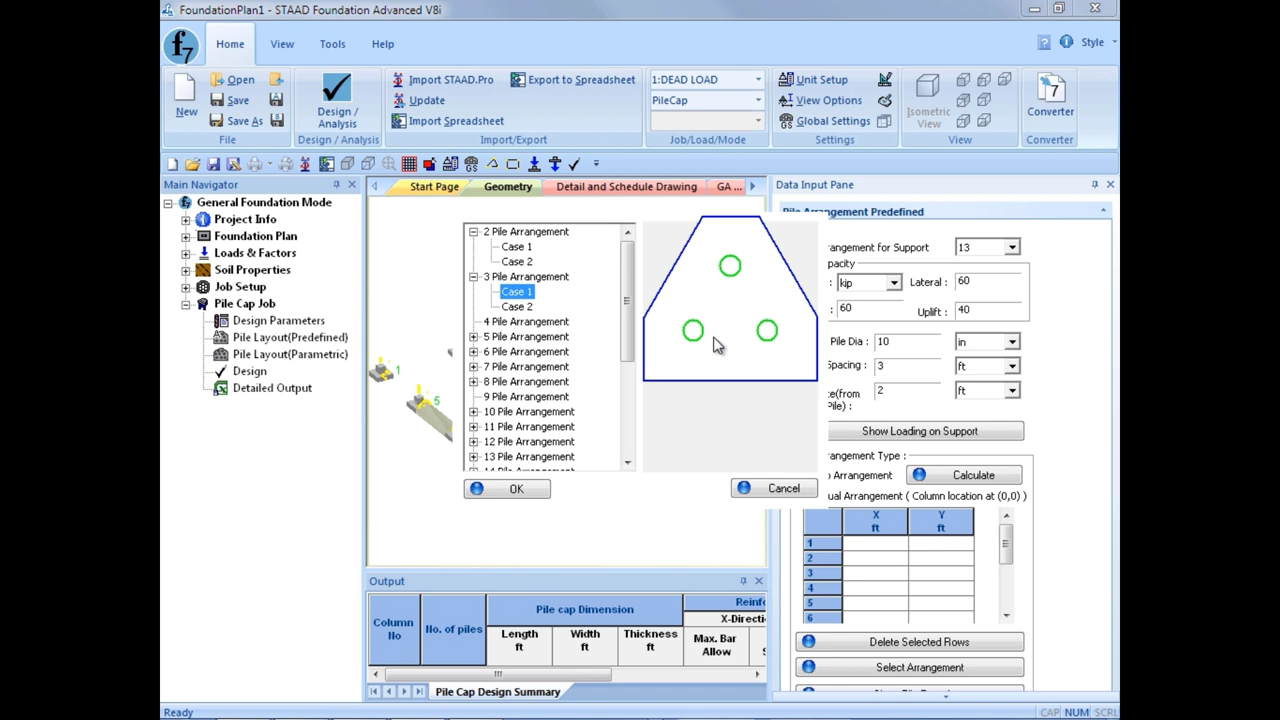 FoundationPlan1 - STAAD Foundation Advanced V8i
f7
Home
View
Tools
Help
Style
New
Open
Save
Save As
File
Design / Analysis
Design / Analysis
Import STAAD.Pro
Update
Import Spreadsheet
Export to Spreadsheet
Import/Export
1:DEAD LOAD
PileCap
Job/Load/Mode
Unit Setup
View Options
Global Settings
Settings
Isometric View
View
7
Converter
Converter
Main Navigator
General Foundation Mode
Project Info
Foundation Plan
Loads & Factors
Soil Properties
Job Setup
Pile Cap Job
Design Parameters
Pile Layout(Predefined)
Pile Layout(Parametric)
Design
Detailed Output
Start Page
Geometry
Detail and Schedule Drawing
GA ...
1
5
2 Pile Arrangement
Case 1
Case 2
3 Pile Arrangement
Case 1
Case 2
4 Pile Arrangement
5 Pile Arrangement
6 Pile Arrangement
7 Pile Arrangement
8 Pile Arrangement
9 Pile Arrangement
10 Pile Arrangement
11 Pile Arrangement
12 Pile Arrangement
13 Pile Arrangement
OK
Cancel
Data Input Pane
Pile Arrangement Predefined
rangement for Support
13
pacity
: kip
Lateral : 60
: 60
Uplift : 40
Pile Dia : 10 in
Spacing : 3 ft
e(from
Pile) :
2 ft
Show Loading on Support
rangement Type :
Arrangement
Calculate
ual Arrangement ( Column location at (0,0) )
X ft
Y ft
1
2
3
4
5
6
Delete Selected Rows
Select Arrangement
Output
Column No
No. of piles
Pile cap Dimension
Length ft
Width ft
Thickness ft
Reinfo
X-Directi
Max. Bar Allow
Pile Cap Design Summary
Ready
CAP NUM SCRL